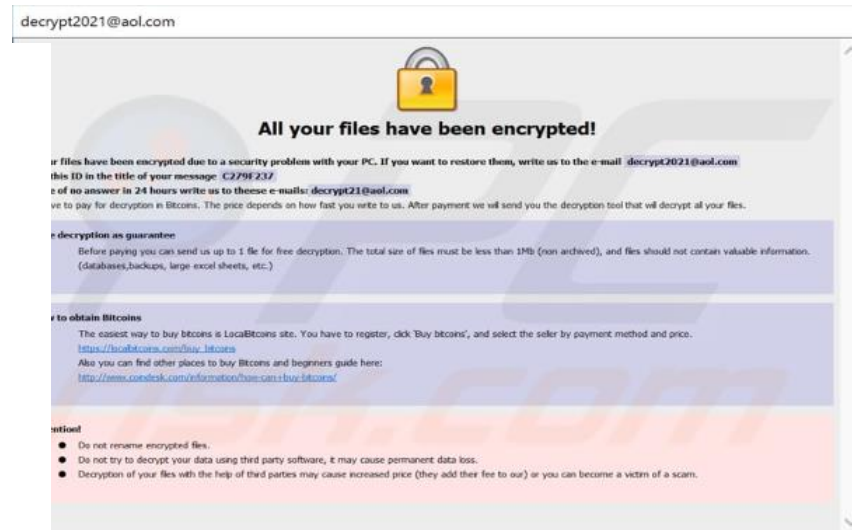 decrypt2021@aol.com
All your files have been encrypted!
r files have been encrypted due to a security problem with your PC. If you want to restore them, write us to the e-mail decrypt2021@aol.com
this ID in the title of your message C279F237
e of no answer in 24 hours write us to theese e-mails: decrypt21@aol.com
ve to pay for decryption in Bitcoins. The price depends on how fast you write to us. After payment we will send you the decryption tool that will decrypt all your files.
e decryption as guarantee
Before paying you can send us up to 1 file for free decryption. The total size of files must be less than 1Mb (non archived), and files should not contain valuable information.
(databases,backups, large excel sheets, etc.)
to obtain Bitcoins
The easiest way to buy bitcoins is LocalBitcoins site. You have to register, click 'Buy bitcoins', and select the seller by payment method and price.
https://localbitcoins.com/buy_bitcoins
Also you can find other places to buy Bitcoins and beginners guide here:
http://www.coindesk.com/information/how-can-i-buy-bitcoins/
ention!
Do not rename encrypted files.
Do not try to decrypt your data using third party software, it may cause permanent data loss.
Decryption of your files with the help of third parties may cause increased price (they add their fee to our) or you can become a victim of a scam.